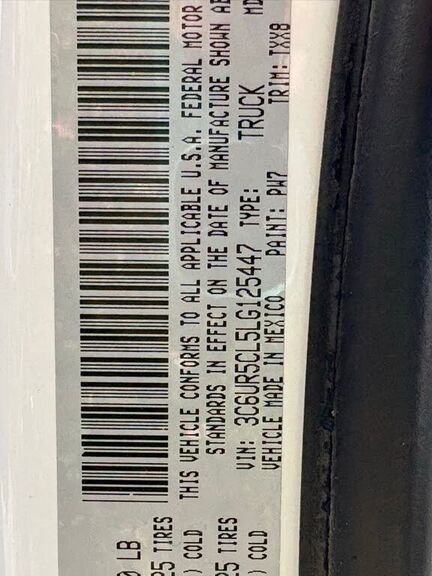 LB
25 TIRES
) COLD
25 TIRES
) COLD
THIS VEHICLE CONFORMS TO ALL APPLICABLE U.S.A. FEDERAL MOTOR
STANDARDS IN EFFECT ON THE DATE OF MANUFACTURE SHOWN AB
VIN: 3C6UR5CL5LG125447 TYPE: TRUCK MD
VEHICLE MADE IN MEXICO PAINT: PW7 TRIM: TXX8